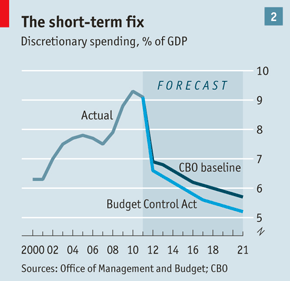 The short-term fix
2
Discretionary spending, % of GDP
FORECAST
Actual
CBO baseline
Budget Control Act
10
9
8
7
6
5
2000 02 04 06 08 10 12 14 16 18 21
Sources: Office of Management and Budget; CBO